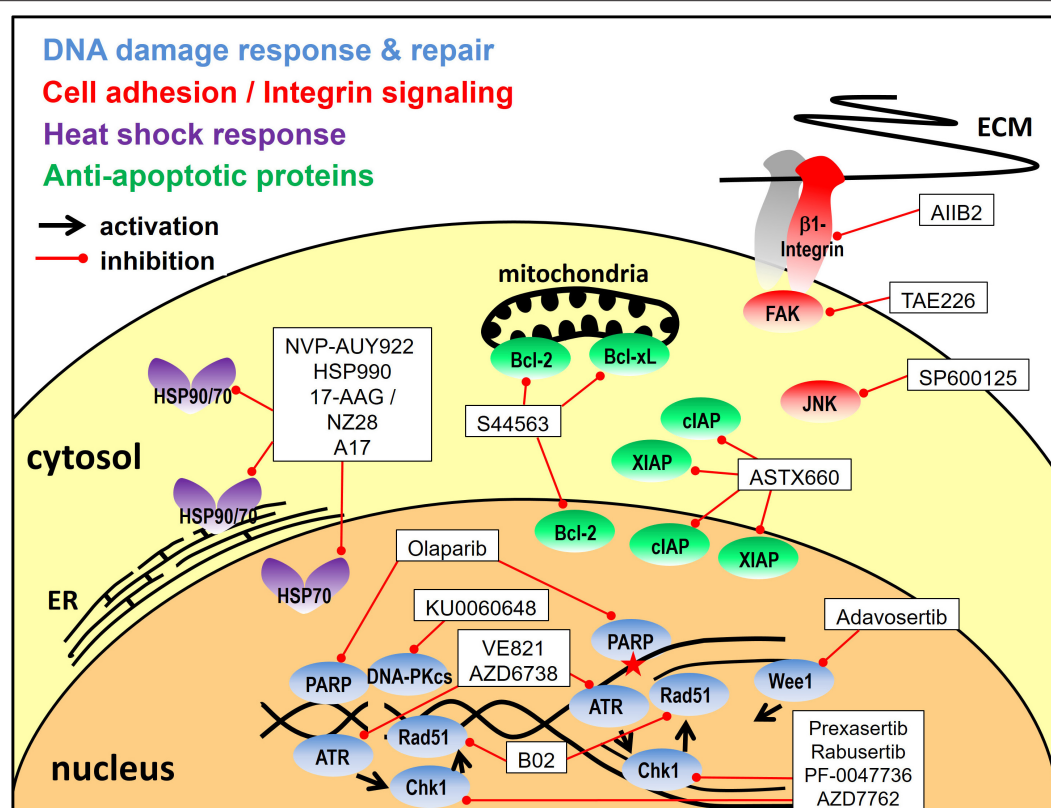 DNA damage response & repair
Cell adhesion / Integrin signaling
Heat shock response
Anti-apoptotic proteins
activation
inhibition
ECM
β1-
Integrin
AIIB2
FAK
TAE226
JNK
SP600125
mitochondria
Bcl-2
Bcl-xL
S44563
NVP-AUY922
HSP990
17-AAG /
NZ28
A17
HSP90/70
cytosol
HSP90/70
ER
HSP70
cIAP
XIAP
ASTX660
Bcl-2
cIAP
XIAP
Olaparib
KU0060648
VE821
AZD6738
Adavosertib
PARP
PARP
DNA-PKcs
ATR
Rad51
Wee1
ATR
Rad51
B02
Chk1
Chk1
Prexasertib
Rabusertib
PF-0047736
AZD7762
nucleus